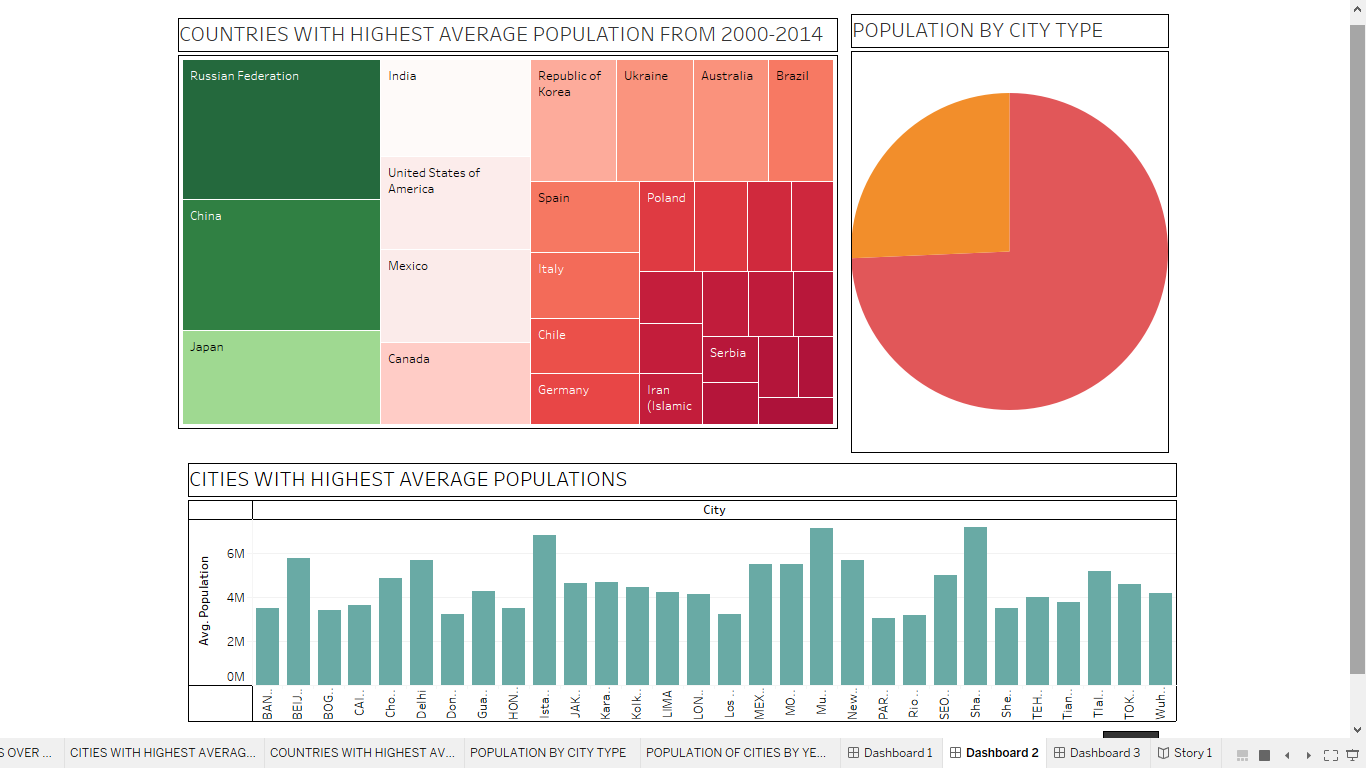 COUNTRIES WITH HIGHEST AVERAGE POPULATION FROM 2000-2014
POPULATION BY CITY TYPE
Russian Federation
China
Japan
India
United States of
America
Mexico
Canada
Republic of
Korea
Ukraine
Australia
Brazil
Spain
Italy
Chile
Germany
Poland
Iran
(Islamic
Serbia
CITIES WITH HIGHEST AVERAGE POPULATIONS
City
Avg. Population
6M
4M
2M
0M
BAN..
BEIJ..
BOG..
CAI..
Cho..
Delhi
Don..
Gua..
HON..
Ista..
JAK..
Kara..
Kolk..
LIMA
LON..
Los ..
MEX..
MO..
Mu..
New..
PAR..
Rio..
SEO..
Sha..
She..
TEH..
Tian..
Tlal..
TOK..
Wuh..
S OVER ...
CITIES WITH HIGHEST AVERAG...
COUNTRIES WITH HIGHEST AV...
POPULATION BY CITY TYPE
POPULATION OF CITIES BY YE...
Dashboard 1
Dashboard 2
Dashboard 3
Story 1